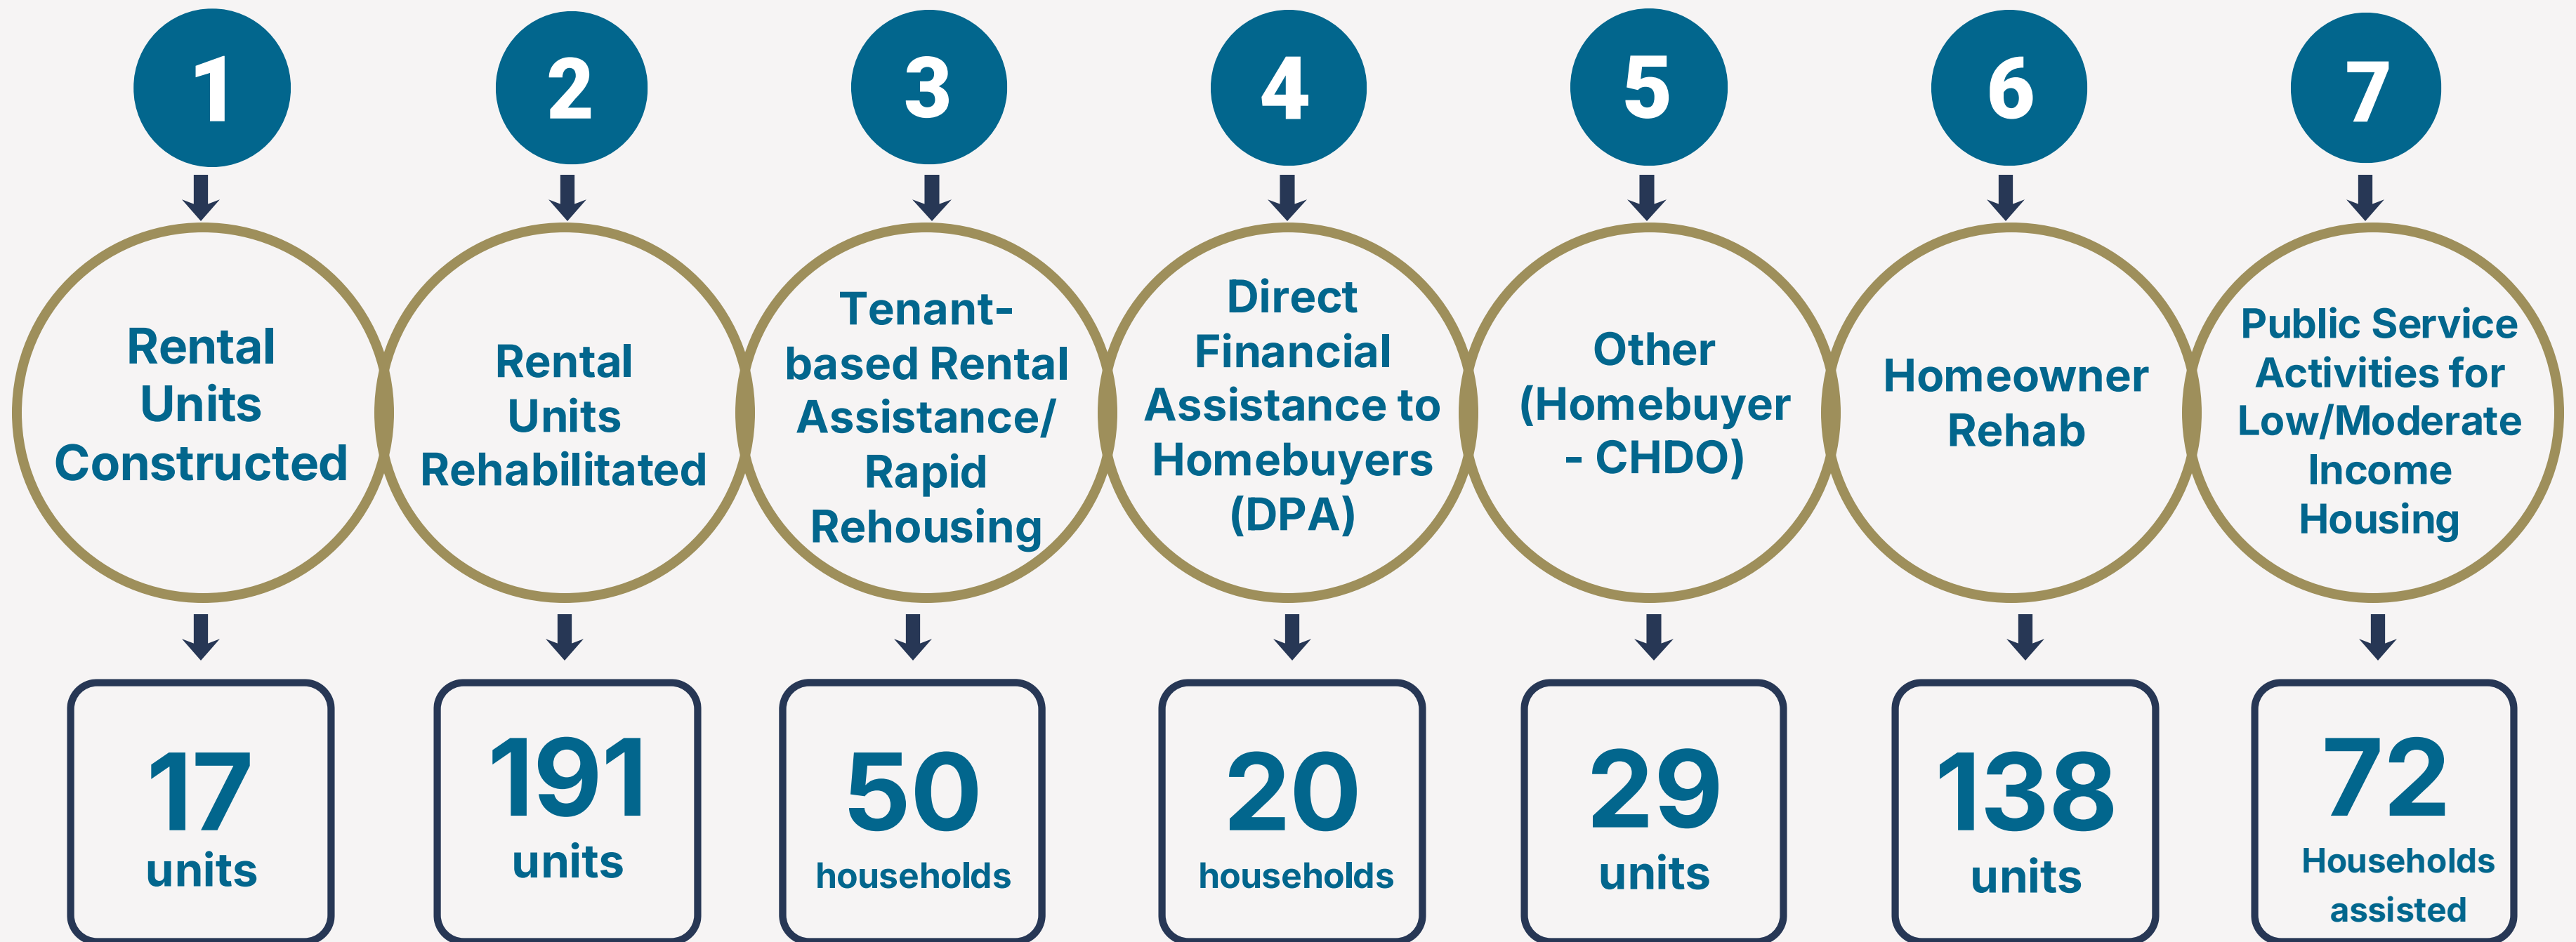 1
Rental
Units
Constructed
17
units
2
Rental
Units
Rehabilitated
191
units
3
Tenant-
based Rental
Assistance/
Rapid
Rehousing
50
households
4
Direct
Financial
Assistance to
Homebuyers
(DPA)
20
households
5
Other
(Homebuyer
- CHDO)
29
units
6
Homeowner
Rehab
138
units
7
Public Service
Activities for
Low/Moderate
Income
Housing
72
Households
assisted